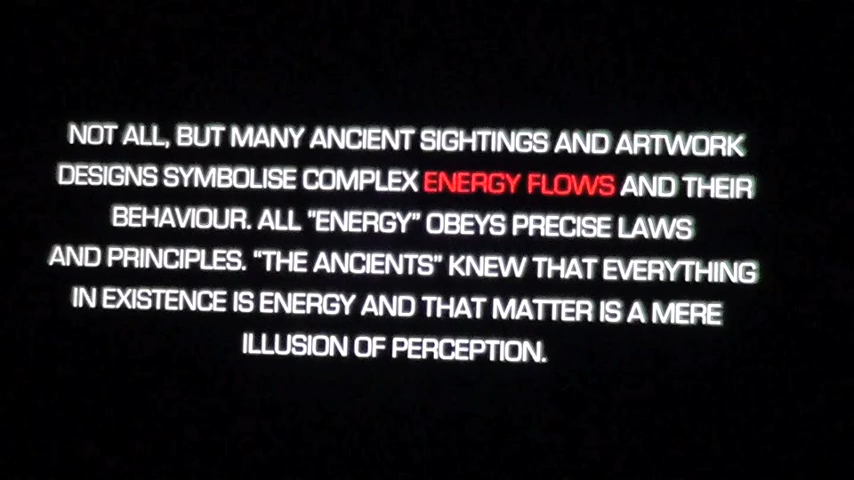 NOT ALL, BUT MANY ANCIENT SIGHTINGS AND ARTWORK
DESIGNS SYMBOLISE COMPLEX ENERGY FLOWS AND THEIR
BEHAVIOUR. ALL "ENERGY" OBEYS PRECISE LAWS
AND PRINCIPLES. "THE ANCIENTS" KNEW THAT EVERYTHING
IN EXISTENCE IS ENERGY AND THAT MATTER IS A MERE
ILLUSION OF PERCEPTION.